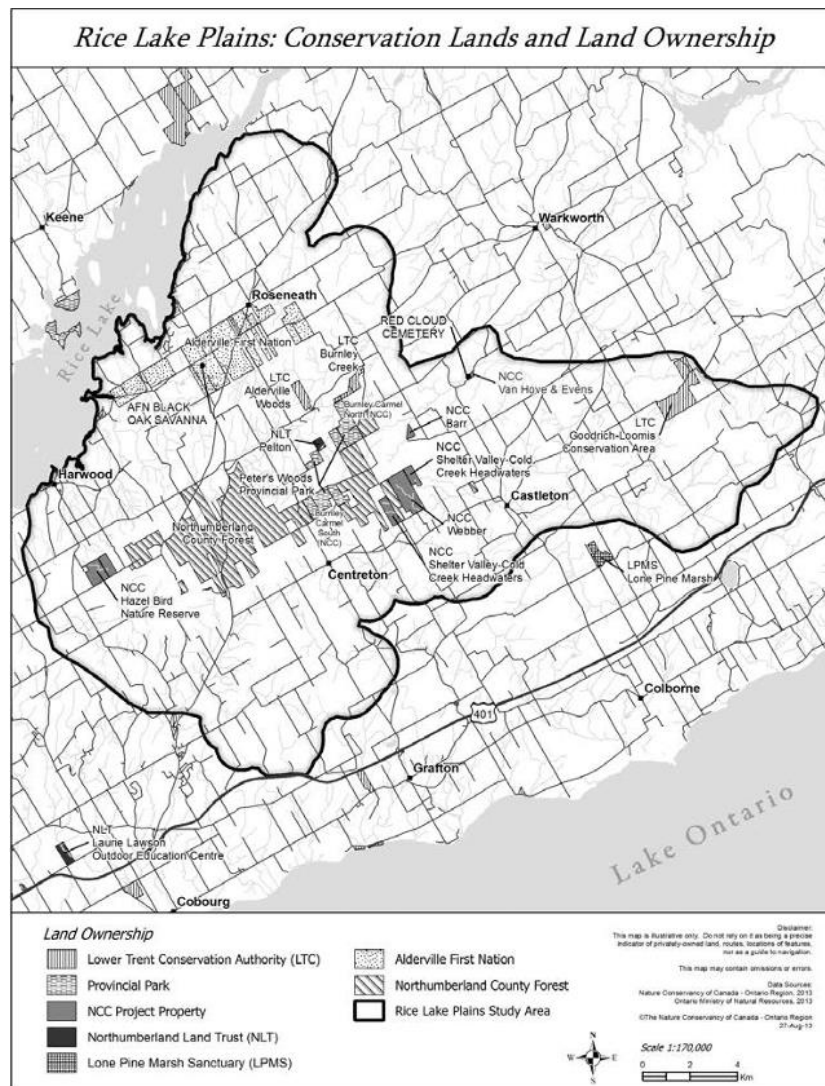 Rice Lake Plains: Conservation Lands and Land Ownership
Keene
Warkworth
Rice Lake
Roseneath
RED CLOUD
CEMETERY
Alderville First Nation
LTC
Burnley
Creek
LTC
Alderville
Woods
NCC
Van Hove & Evens
AFN BLACK
OAK SAVANNA
Burnley-Carmel
North (NCC)
NCC
Barr
LTC
Goodrich-Loomis
Conservation Area
NLT
Pelton
NCC
Shelter Valley-Cold
Creek Headwaters
Harwood
Peter's Woods
Provincial Park
Castleton
Northumberland
County Forest
Burnley
Carmel
South
(NCC)
NCC
Webber
NCC
Shelter Valley-Cold
Creek Headwaters
Centreton
LPMS
Lone Pine Marsh
NCC
Hazel Bird
Nature Reserve
Colborne
401
Grafton
Lake Ontario
NLT
Laurie Lawson
Outdoor Education Centre
Cobourg
Land Ownership
Lower Trent Conservation Authority (LTC)
Provincial Park
NCC Project Property
Northumberland Land Trust (NLT)
Lone Pine Marsh Sanctuary (LPMS)
Alderville First Nation
Northumberland County Forest
Rice Lake Plains Study Area
Disclaimer:
This map is illustrative only. Do not rely on it as being a precise
indicator of privately-owned land, routes, locations of features,
nor as a guide to navigation.
This map may contain omissions or errors.
Data Sources:
Nature Conservancy of Canada - Ontario Region, 2013
Ontario Ministry of Natural Resources, 2013
©The Nature Conservancy of Canada - Ontario Region
27-Aug-13
N
W E
S
Scale 1:170,000
0 2 4
Km